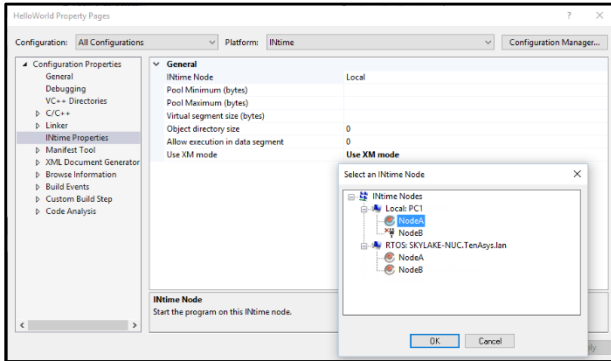 HelloWorld Property Pages
? ×
Configuration: All Configurations Platform: INtime Configuration Manager...
Configuration Properties
General
Debugging
VC++ Directories
C/C++
Linker
INtime Properties
Manifest Tool
XML Document Generator
Browse Information
Build Events
Custom Build Step
Code Analysis
General
INtime Node Local
Pool Minimum (bytes)
Pool Maximum (bytes)
Virtual segment size (bytes)
Object directory size 0
Allow execution in data segment 0
Use XM mode Use XM mode
INtime Node
Start the program on this INtime node.
Select an INtime Node ×
INtime Nodes
Local: PC1
NodeA
NodeB
RTOS: SKYLAKE-NUC.TenAsys.lan
NodeA
NodeB
OK Cancel